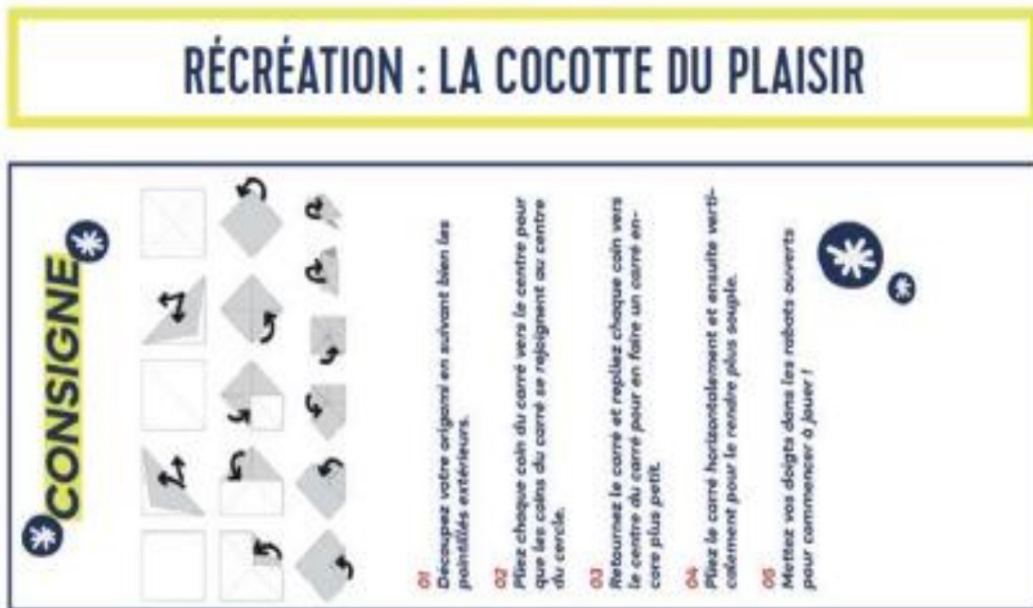 RÉCRÉATION : LA COCOTTE DU PLAISIR
CONSIGNE
01
Découpez votre origami en suivant bien les
pointillés extérieurs.
02
Pliez chaque coin du carré vers le centre pour
que les coins du carré se rejoignent au centre
du cercle.
03
Retournez le carré et repliez chaque coin vers
le centre du carré pour en faire un carré en-
core plus petit.
04
Pliez le carré horizontalement et ensuite verti-
calement pour le rendre plus souple.
05
Mettez vos doigts dans les rabats ouverts
pour commencer à jouer !